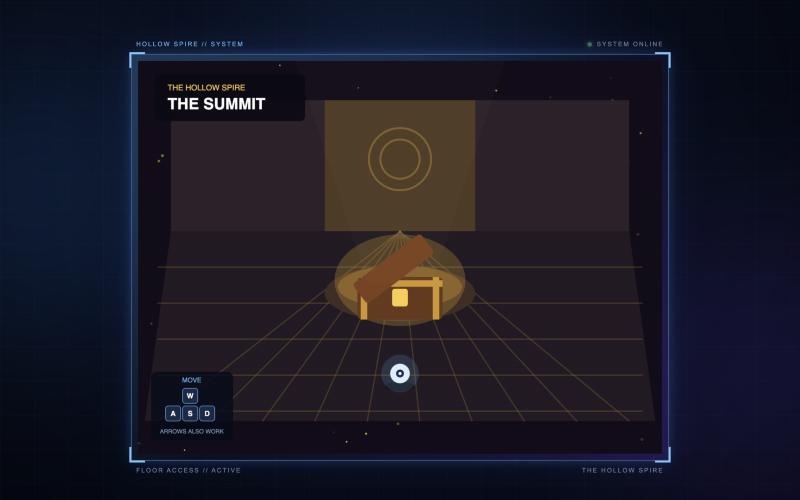 HOLLOW SPIRE // SYSTEM
SYSTEM ONLINE
THE HOLLOW SPIRE
THE SUMMIT
MOVE
W
A S D
ARROWS ALSO WORK
FLOOR ACCESS // ACTIVE
THE HOLLOW SPIRE